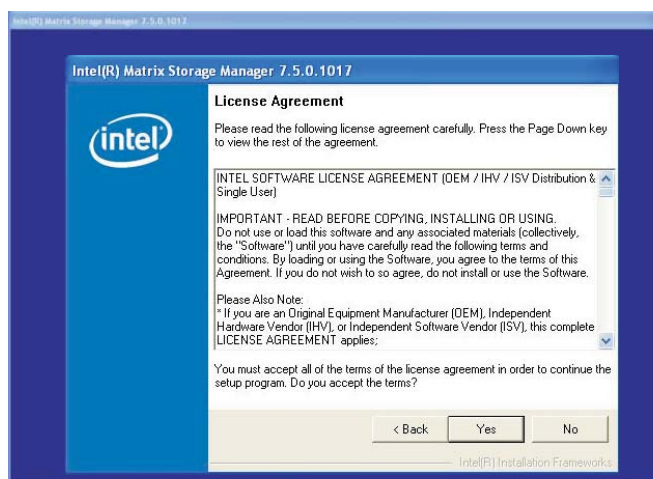 Intel(R) Matrix Storage Manager 7.5.0.1017
Intel(R) Matrix Storage Manager 7.5.0.1017
intel
License Agreement
Please read the following license agreement carefully. Press the Page Down key
to view the rest of the agreement.
INTEL SOFTWARE LICENSE AGREEMENT (OEM / IHV / ISV Distribution &
Single User)
IMPORTANT - READ BEFORE COPYING, INSTALLING OR USING.
Do not use or load this software and any associated materials (collectively,
the "Software") until you have carefully read the following terms and
conditions. By loading or using the Software, you agree to the terms of this
Agreement. If you do not wish to so agree, do not install or use the Software.
Please Also Note:
* If you are an Original Equipment Manufacturer (OEM), Independent
Hardware Vendor (IHV), or Independent Software Vendor (ISV), this complete
LICENSE AGREEMENT applies;
You must accept all of the terms of the license agreement in order to continue the
setup program. Do you accept the terms?
< Back Yes No
Intel(R) Installation Frameworks